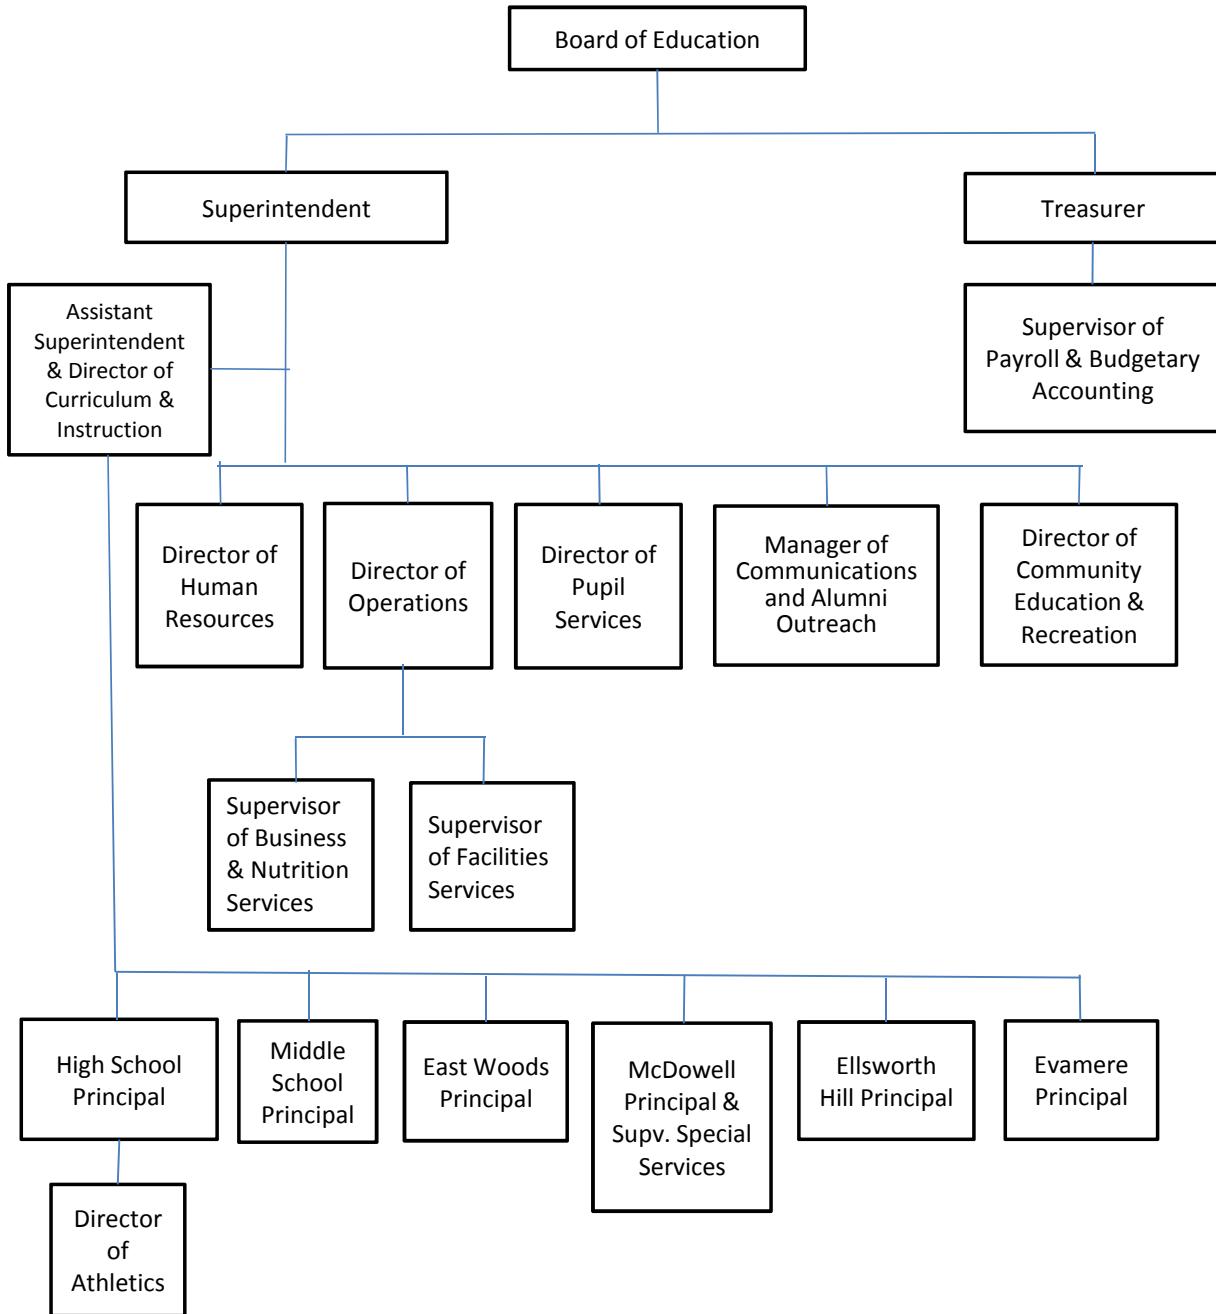 Board of Education
Superintendent
Treasurer
Assistant
Superintendent
& Director of
Curriculum &
Instruction
Supervisor of
Payroll & Budgetary
Accounting
Director of
Human
Resources
Director of
Operations
Director of
Pupil
Services
Manager of
Communications
and Alumni
Outreach
Director of
Community
Education &
Recreation
Supervisor
of Business
& Nutrition
Services
Supervisor
of Facilities
Services
High School
Principal
Middle
School
Principal
East Woods
Principal
McDowell
Principal &
Supv. Special
Services
Ellsworth
Hill Principal
Evamere
Principal
Director
of
Athletics